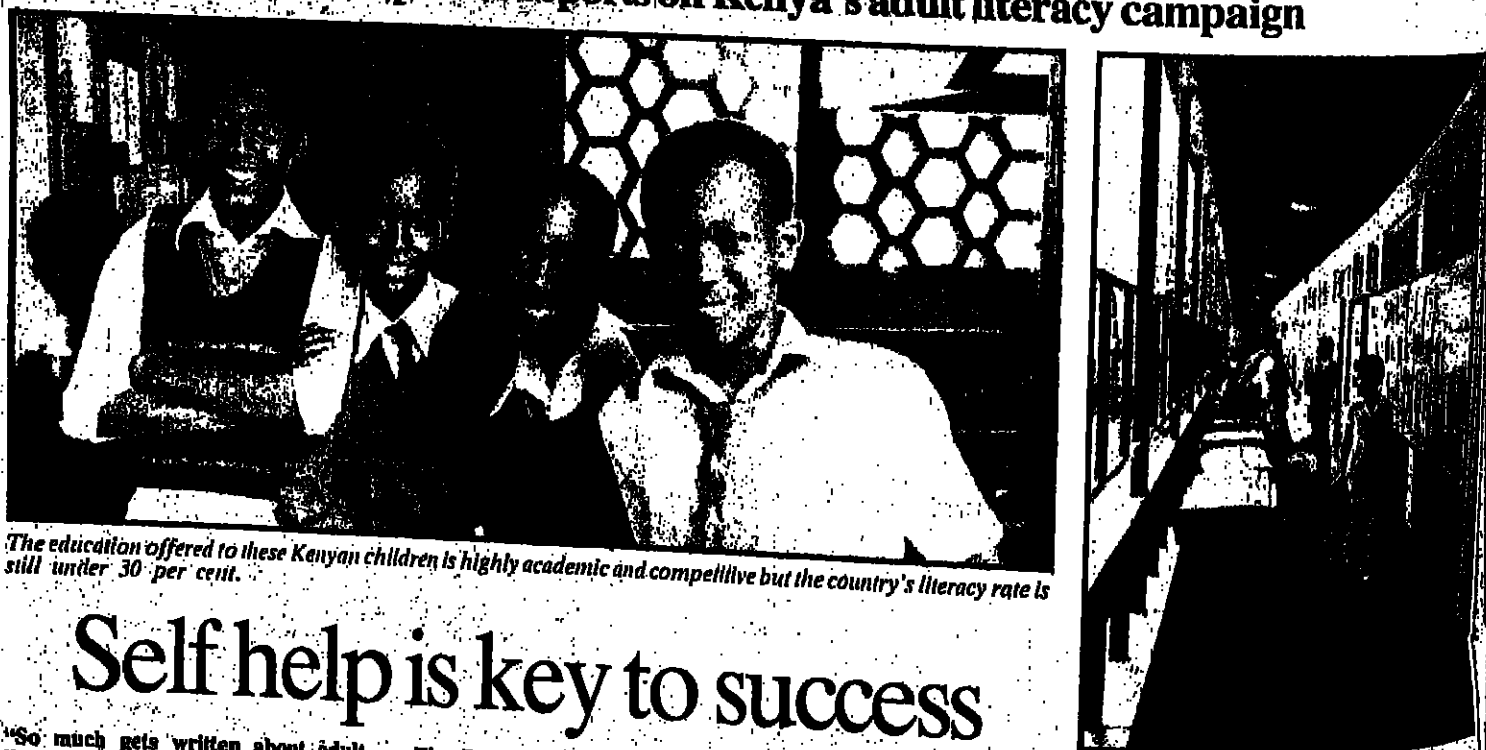 on Kenya's adult literacy campaign
The education offered to these Kenyan children is highly academic and competitive but the country's literacy rate is
still under 30 per cent.
Self help is key to success
"So much gets written about adult